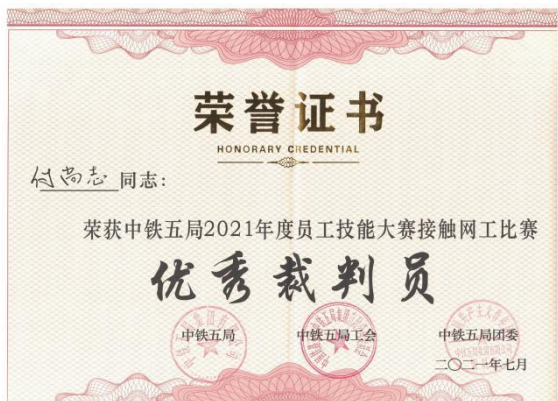 荣誉证书
HONORARY CREDENTIAL
付尚志 同志：
荣获中铁五局2021年度员工技能大赛接触网工比赛
优秀裁判员
中铁五局 中铁五局工会 中铁五局团委
二〇二一年七月